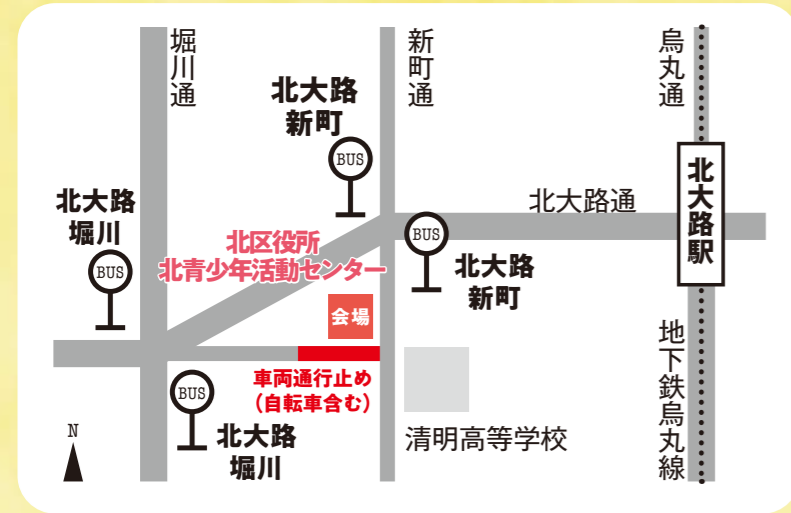 堀川通
新町通
烏丸通
北大路
新町
BUS
北大路駅
北大路通
北大路
堀川
BUS
北区役所
北青少年活動センター
BUS
北大路
新町
会場
車両通行止め
（自転車含む）
BUS
北大路
堀川
清明高等学校
地下鉄烏丸線
N